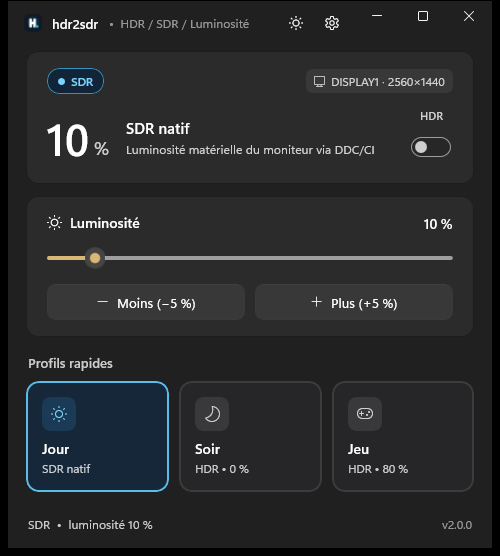 H. hdr2sdr • HDR / SDR / Luminosité
SDR
DISPLAY1 · 2560×1440
HDR
10 %
SDR natif
Luminosité matérielle du moniteur via DDC/CI
Luminosité
10 %
− Moins (−5 %)
+ Plus (+5 %)
Profils rapides
Jour
SDR natif
Soir
HDR • 0 %
Jeu
HDR • 80 %
SDR • luminosité 10 %
v2.0.0